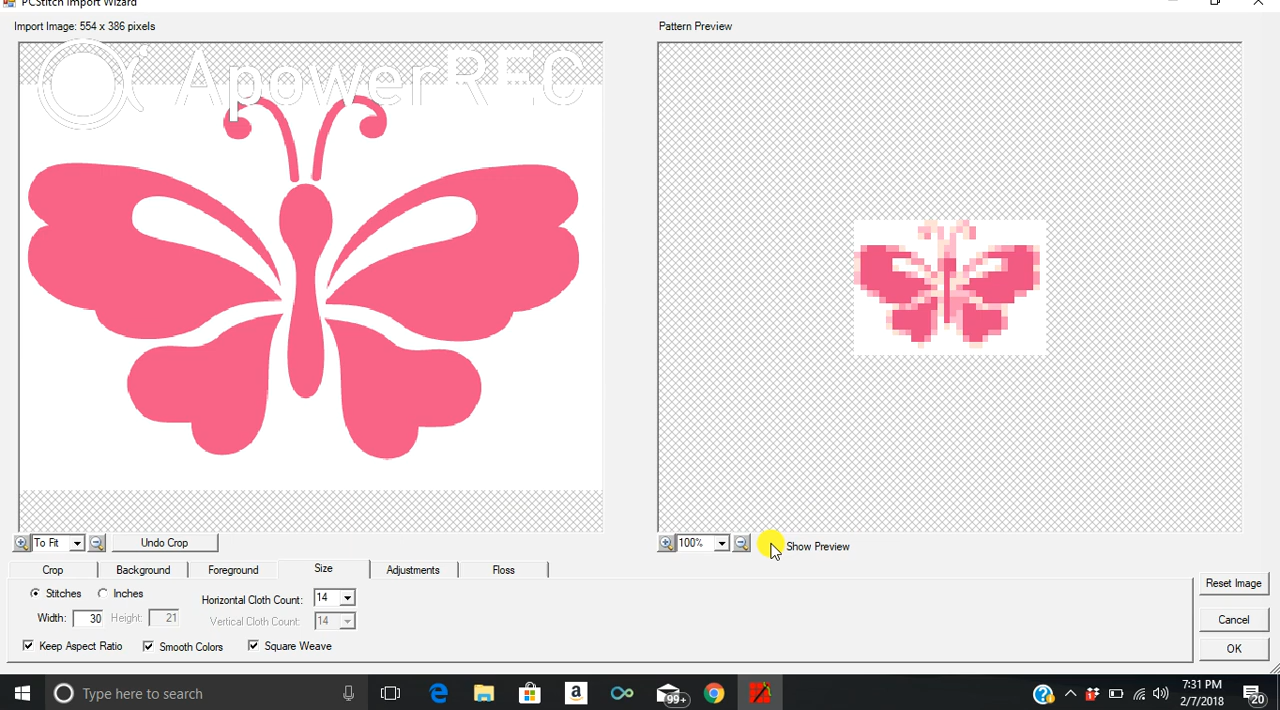 PCStitch Import Wizard
Import Image: 554 x 386 pixels
Pattern Preview
ApowerREC
To Fit
Undo Crop
100%
Show Preview
Crop
Background
Foreground
Size
Adjustments
Floss
Stitches
Inches
Horizontal Cloth Count:
14
Width:
30
Height:
21
Vertical Cloth Count:
14
Keep Aspect Ratio
Smooth Colors
Square Weave
Reset Image
Cancel
OK
Type here to search
99+
7:31 PM
2/7/2018
20